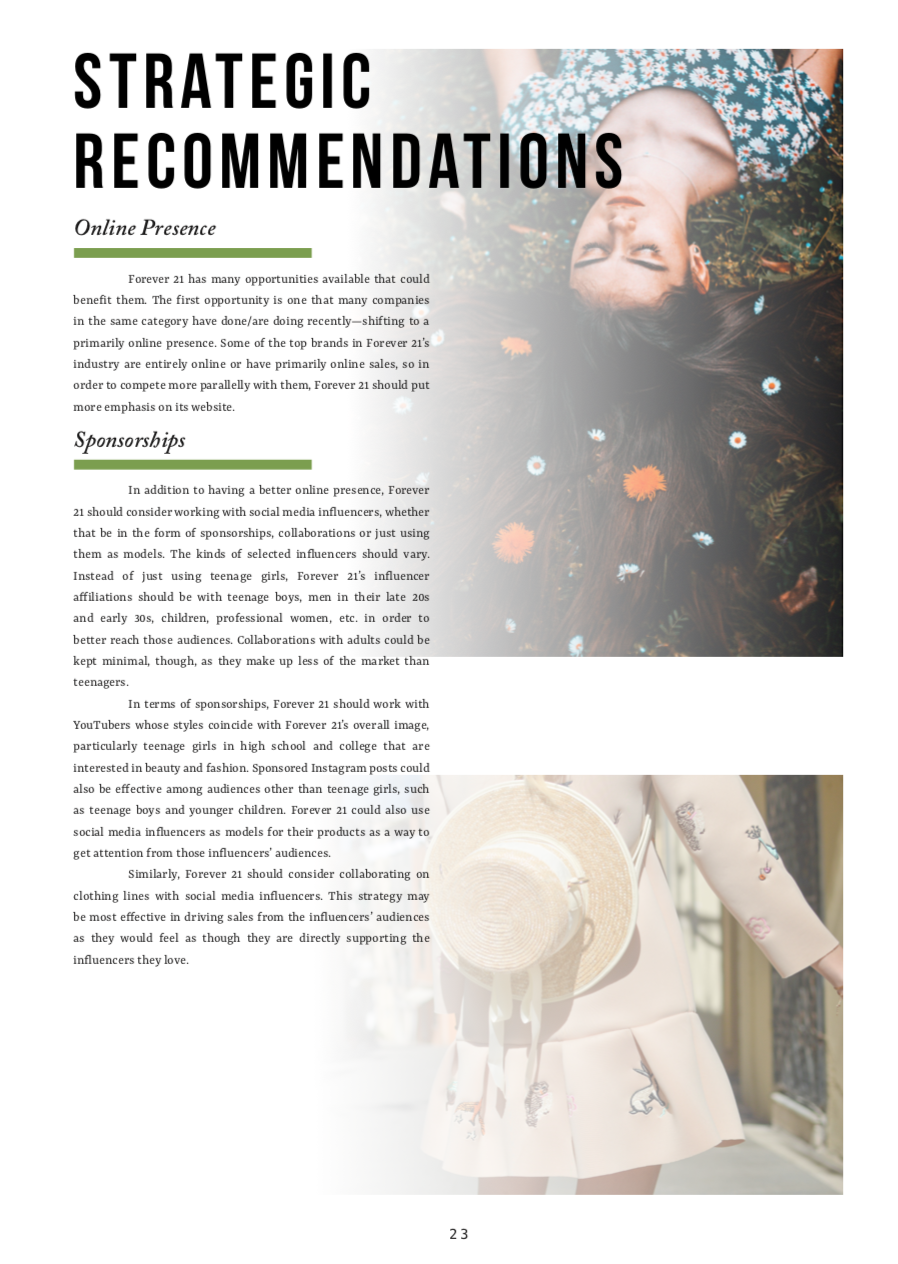 STRATEGIC
RECOMMENDATIONS
Online Presence
Forever 21 has many opportunities available that could
benefit them. The first opportunity is one that many companies
in the same category have done/are doing recently—shifting to a
primarily online presence. Some of the top brands in Forever 21's
industry are entirely online or have primarily online sales, so in
order to compete more parallelly with them, Forever 21 should put
more emphasis on its website.
Sponsorships
In addition to having a better online presence, Forever
21 should consider working with social media influencers, whether
that be in the form of sponsorships, collaborations or just using
them as models. The kinds of selected influencers should vary.
Instead of just using teenage girls, Forever 21's influencer
affiliations should be with teenage boys, men in their late 20s
and early 30s, children, professional women, etc. in order to
better reach those audiences. Collaborations with adults could be
kept minimal, though, as they make up less of the market than
teenagers.
In terms of sponsorships, Forever 21 should work with
YouTubers whose styles coincide with Forever 21's overall image,
particularly teenage girls in high school and college that are
interested in beauty and fashion. Sponsored Instagram posts could
also be effective among audiences other than teenage girls, such
as teenage boys and younger children. Forever 21 could also use
social media influencers as models for their products as a way to
get attention from those influencers' audiences.
Similarly, Forever 21 should consider collaborating on
clothing lines with social media influencers. This strategy may
be most effective in driving sales from the influencers' audiences
as they would feel as though they are directly supporting the
influencers they love.
23